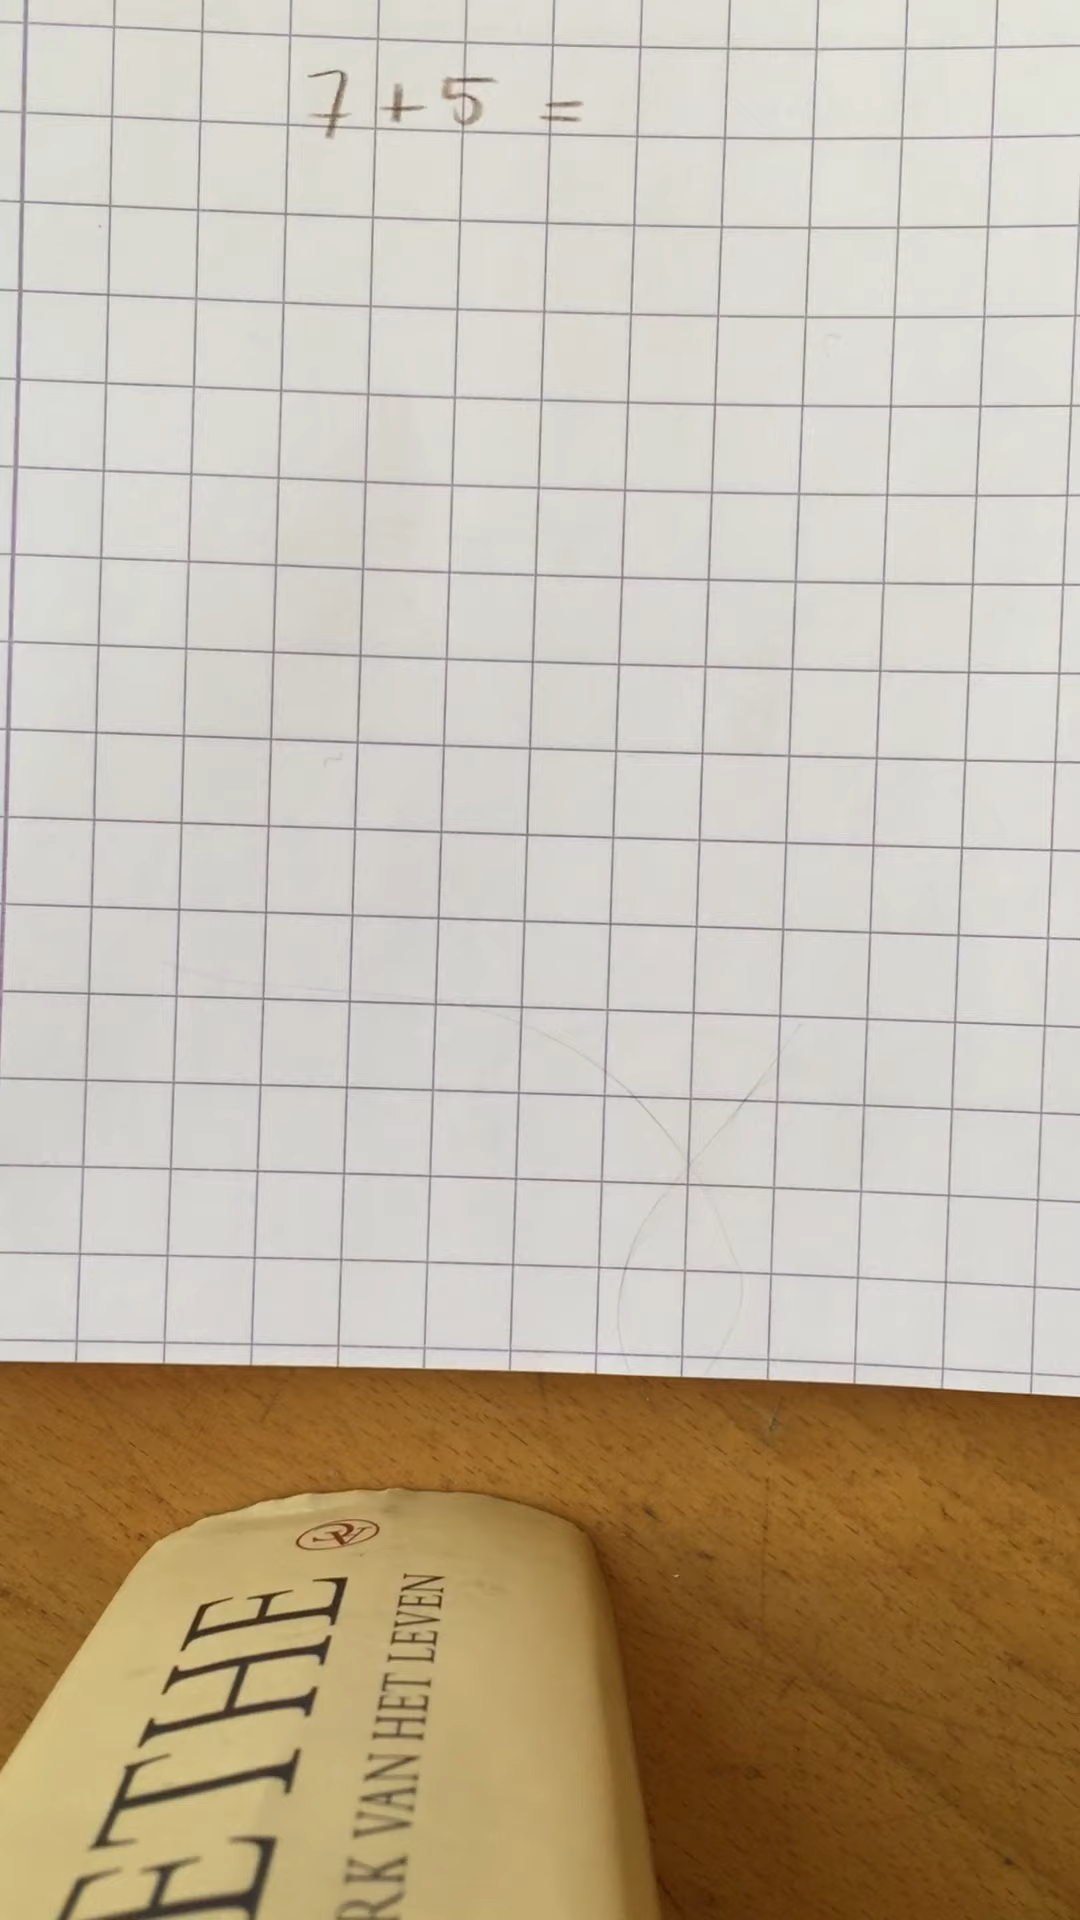 7 + 5 =
ETHE
RK VAN HET LEVEN